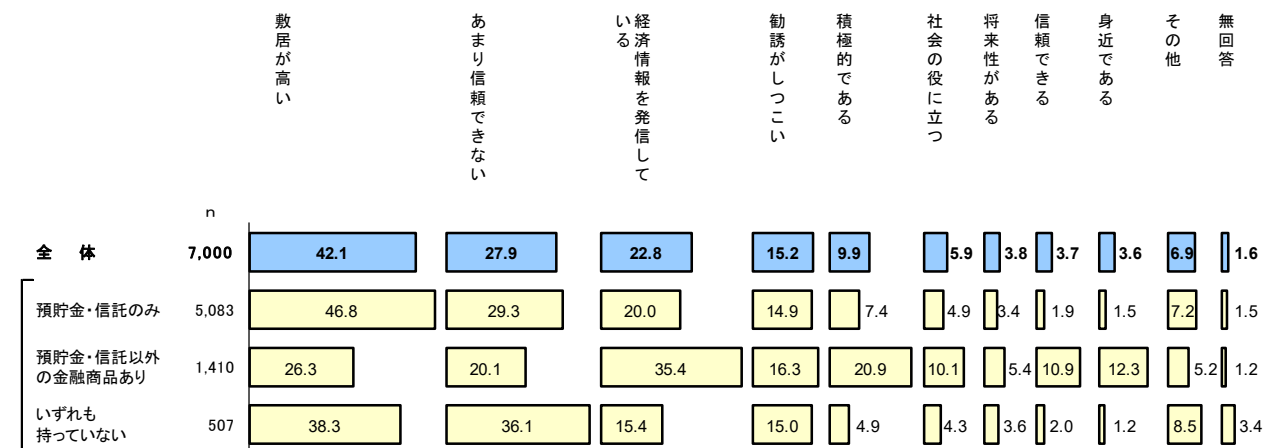 敷居が高い
あまり信頼できない
経済情報を発信して
いる
勧誘がしつこい
積極的である
社会の役に立つ
将来性がある
信頼できる
身近である
その他
無回答
n
全 体 7,000 42.1 27.9 22.8 15.2 9.9 5.9 3.8 3.7 3.6 6.9 1.6
預貯金・信託のみ 5,083 46.8 29.3 20.0 14.9 7.4 4.9 3.4 1.9 1.5 7.2 1.5
預貯金・信託以外
の金融商品あり 1,410 26.3 20.1 35.4 16.3 20.9 10.1 5.4 10.9 12.3 5.2 1.2
いずれも
持っていない 507 38.3 36.1 15.4 15.0 4.9 4.3 3.6 2.0 1.2 8.5 3.4